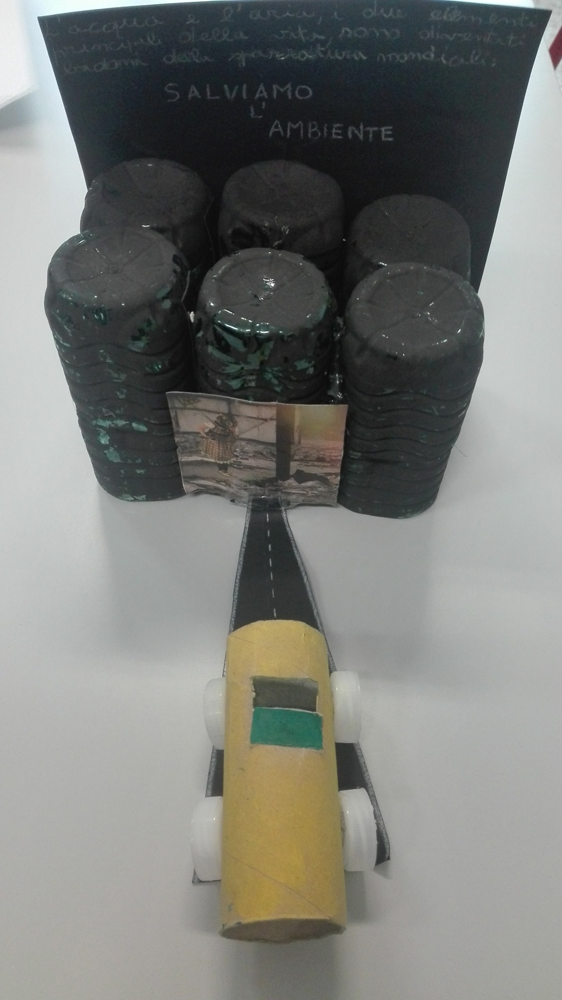 L'acqua e l'aria, i due elementi
principali della vita, sono diventati
bidoni della spazzatura mondiali:
SALVIAMO
L'
AMBIENTE